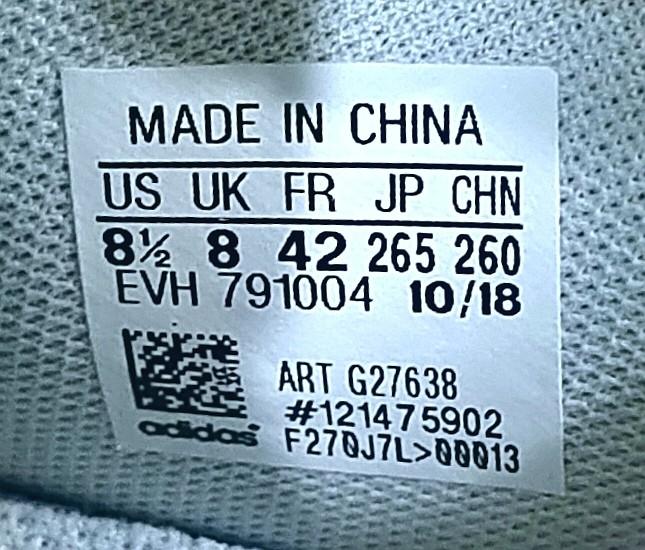 MADE IN CHINA
US UK FR JP CHN
8½ 8 42 265 260
EVH 791004 10/18
ART G27638
#121475902
adidas F270J7L>00013